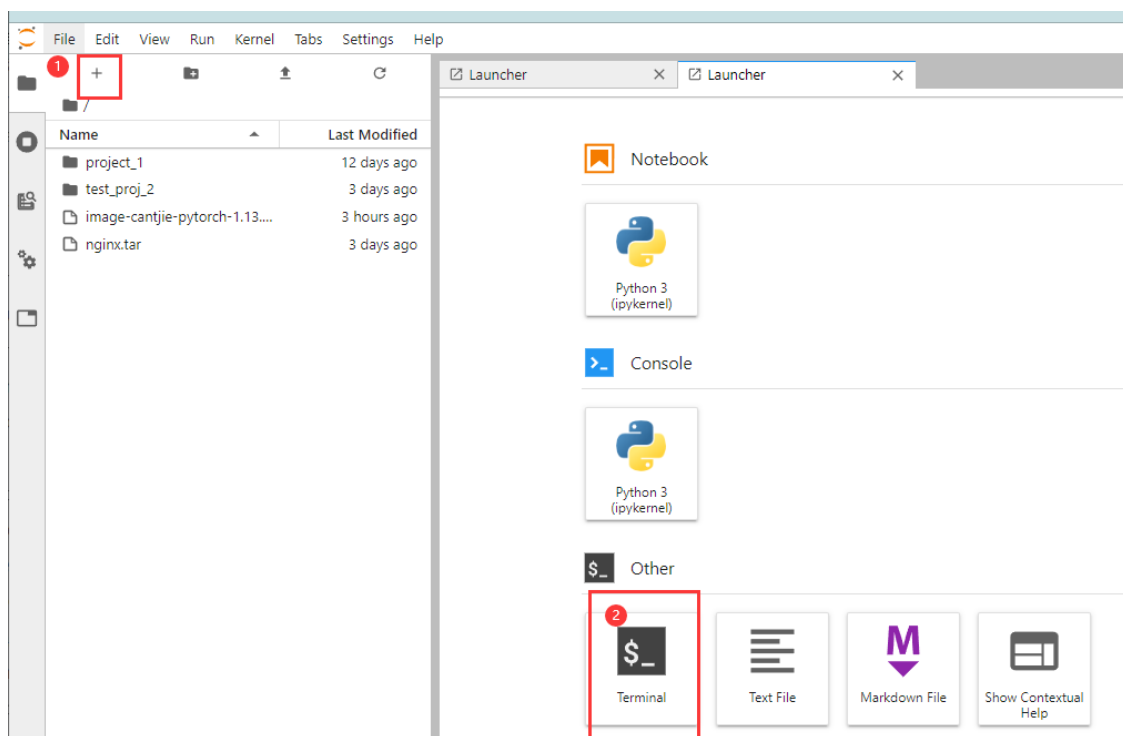 File Edit View Run Kernel Tabs Settings Help
1
+
Launcher
Launcher
/
Name Last Modified
project_1 12 days ago
test_proj_2 3 days ago
image-cantjie-pytorch-1.13.... 3 hours ago
nginx.tar 3 days ago
Notebook
Python 3
(ipykernel)
Console
Python 3
(ipykernel)
$_ Other
2
$_
M
Terminal
Text File
Markdown File
Show Contextual
Help